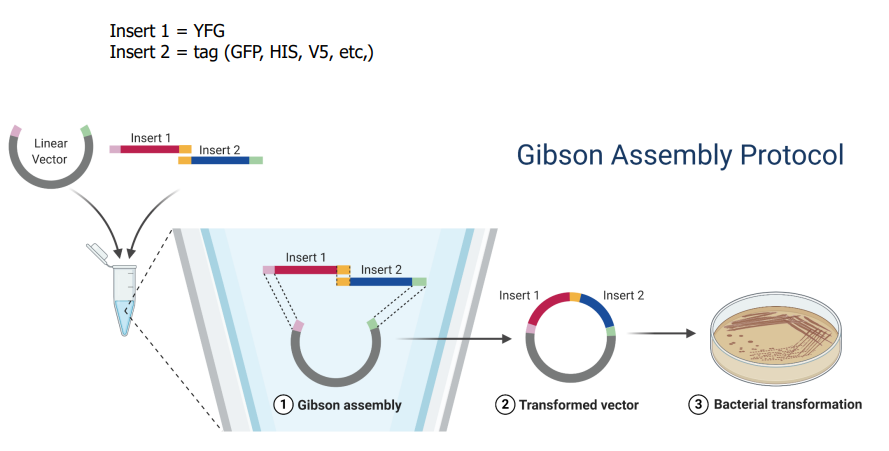 Insert 1 = YFG
Insert 2 = tag (GFP, HIS, V5, etc,)
Linear
Vector
Insert 1
Insert 2
Gibson Assembly Protocol
Insert 1
Insert 2
Insert 1
Insert 2
1 Gibson assembly
2 Transformed vector
3 Bacterial transformation